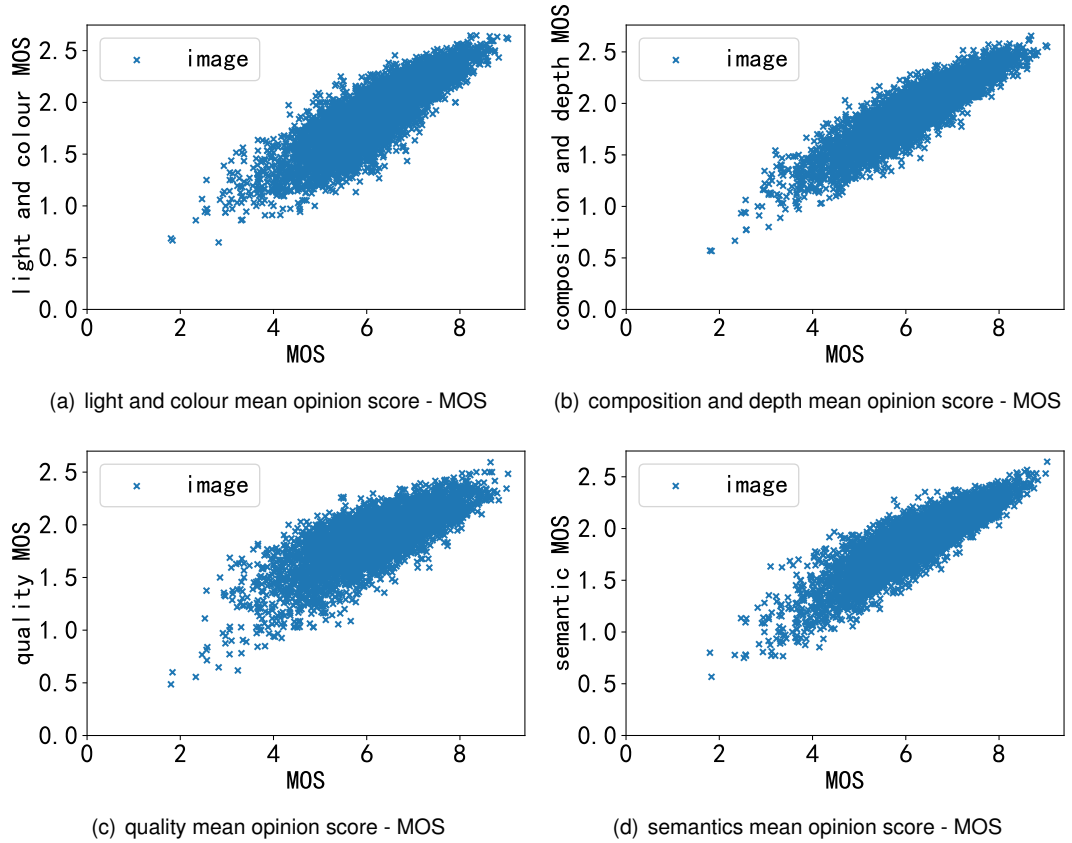 light and colour MOS
2.5
2.0
1.5
1.0
0.5
0.0
image
0 2 4 6 8
MOS
(a) light and colour mean opinion score - MOS
composition and depth MOS
2.5
2.0
1.5
1.0
0.5
0.0
image
0 2 4 6 8
MOS
(b) composition and depth mean opinion score - MOS
quality MOS
2.5
2.0
1.5
1.0
0.5
0.0
image
0 2 4 6 8
MOS
(c) quality mean opinion score - MOS
semantic MOS
2.5
2.0
1.5
1.0
0.5
0.0
image
0 2 4 6 8
MOS
(d) semantics mean opinion score - MOS